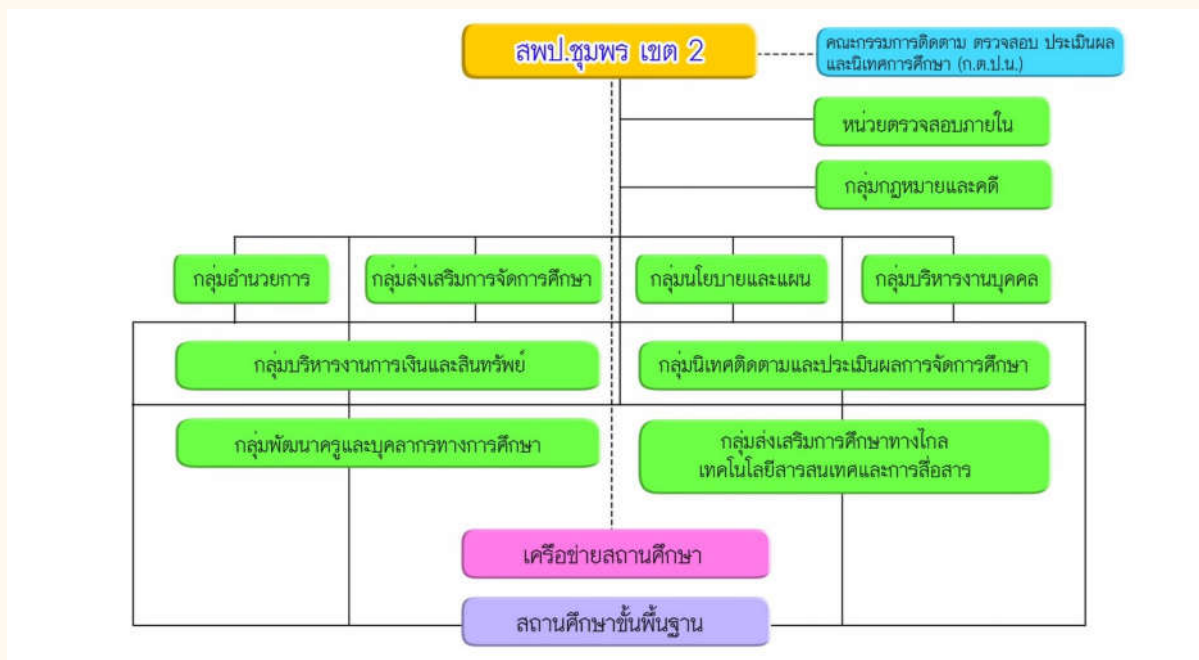 สพป.ชุมพร เขต 2
คณะกรรมการติดตาม ตรวจสอบ ประเมินผล
และนิเทศการศึกษา (ก.ต.ป.น.)
หน่วยตรวจสอบภายใน
กลุ่มกฎหมายและคดี
กลุ่มอำนวยการ
กลุ่มส่งเสริมการจัดการศึกษา
กลุ่มนโยบายและแผน
กลุ่มบริหารงานบุคคล
กลุ่มบริหารงานการเงินและสินทรัพย์
กลุ่มนิเทศติดตามและประเมินผลการจัดการศึกษา
กลุ่มพัฒนาครูและบุคลากรทางการศึกษา
กลุ่มส่งเสริมการศึกษาทางไกล
เทคโนโลยีสารสนเทศและการสื่อสาร
เครือข่ายสถานศึกษา
สถานศึกษาขั้นพื้นฐาน